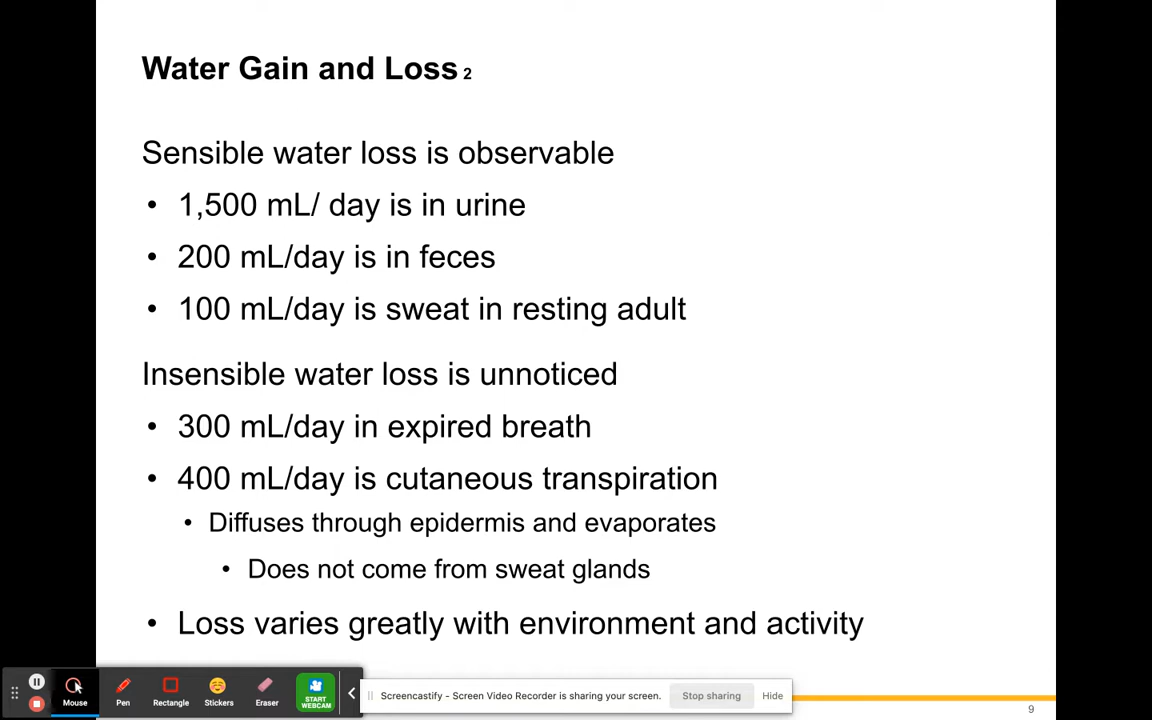 Water Gain and Loss 2
Sensible water loss is observable
• 1,500 mL/ day is in urine
• 200 mL/day is in feces
• 100 mL/day is sweat in resting adult
Insensible water loss is unnoticed
• 300 mL/day in expired breath
• 400 mL/day is cutaneous transpiration
• Diffuses through epidermis and evaporates
• Does not come from sweat glands
• Loss varies greatly with environment and activity
Mouse
Pen
Rectangle
Stickers
Eraser
START
WEBCAM
Screencastify - Screen Video Recorder is sharing your screen.
Stop sharing
Hide
9